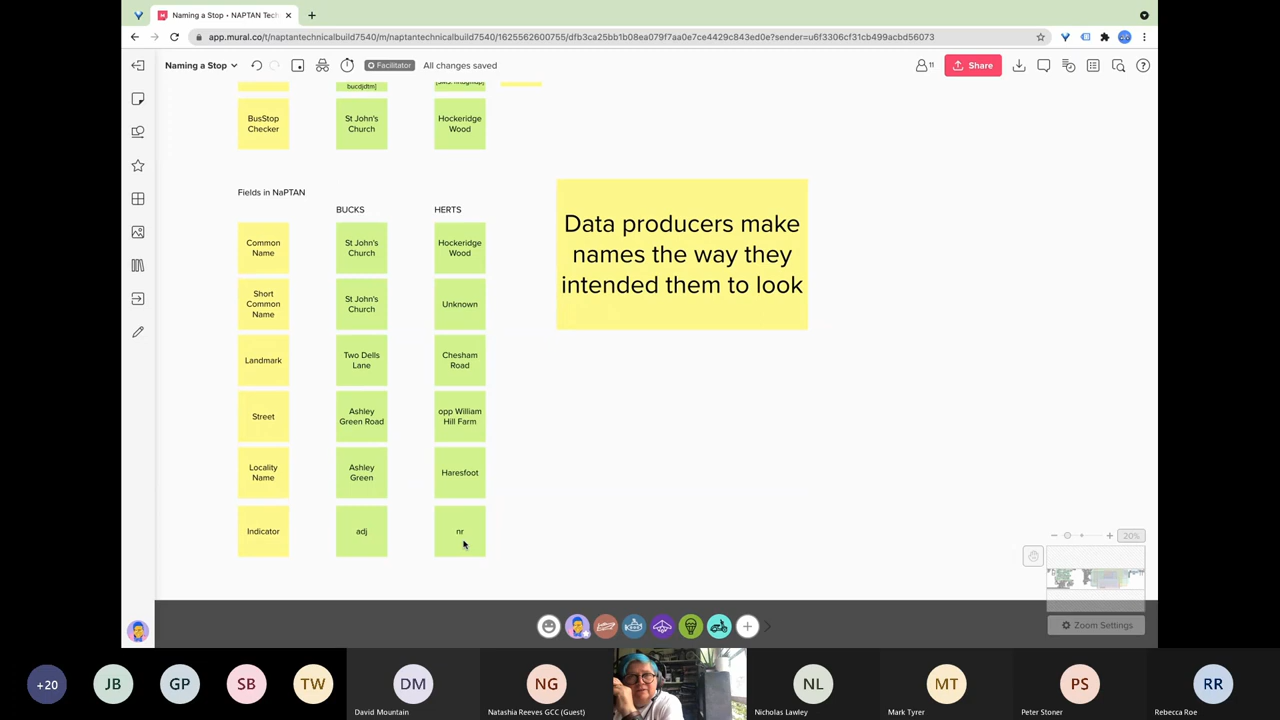 Naming a Stop • NAPTAN Tech
app.mural.co/t/naptantechnicalbuild7540/m/naptantechnicalbuild7540/1625562600755/dfb3ca25bb1b08ea079f7aa0e7ce4429c843ed0e?sender=u6f3306cf31cb499acbd56073
Naming a Stop
Facilitator
All changes saved
11
Share
bucdjdtm]
BusStop
Checker
St John's
Church
Hockeridge
Wood
Fields in NaPTAN
BUCKS
HERTS
Common
Name
St John's
Church
Hockeridge
Wood
Data producers make
names the way they
intended them to look
Short
Common
Name
St John's
Church
Unknown
Landmark
Two Dells
Lane
Chesham
Road
Street
Ashley
Green Road
opp William
Hill Farm
Locality
Name
Ashley
Green
Haresfoot
Indicator
adj
nr
20%
Zoom Settings
+20
JB
GP
SB
TW
DM
David Mountain
NG
Natashia Reeves GCC (Guest)
NL
Nicholas Lawley
MT
Mark Tyrer
PS
Peter Stoner
RR
Rebecca Roe